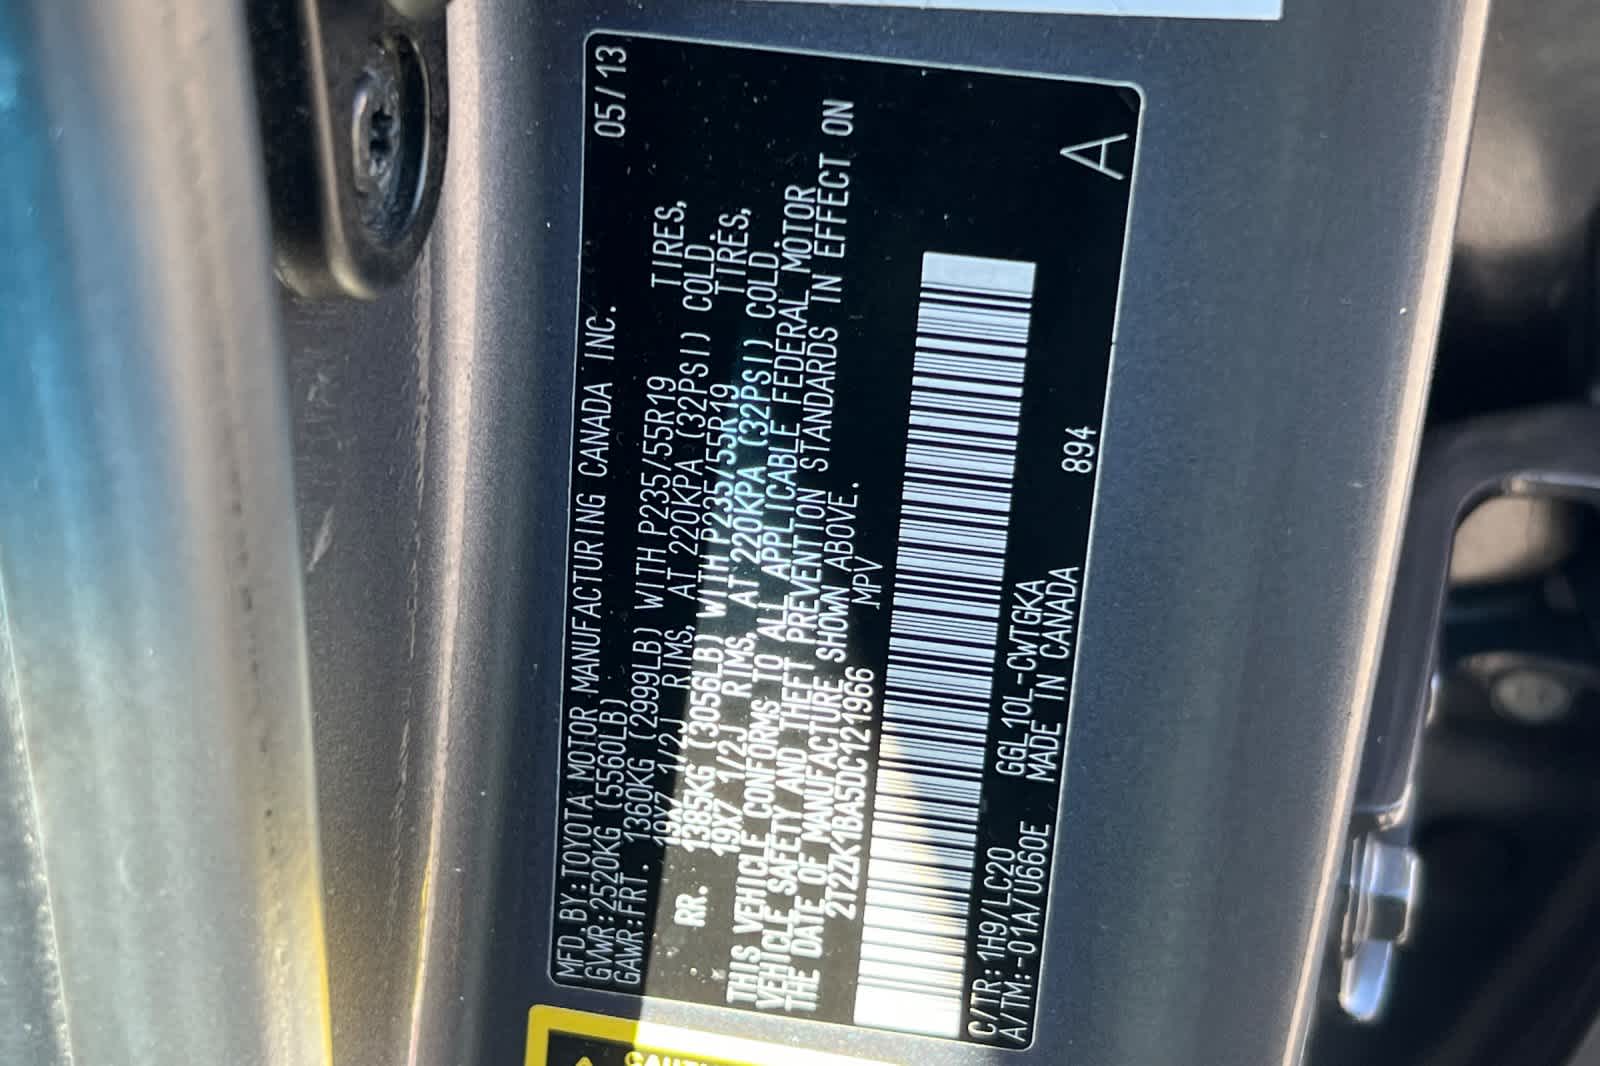 MFD.BY:TOYOTA MOTOR MANUFACTURING CANADA INC. 05/13
GVWR:2520KG (5560LB)
GAWR:FRT. 1360KG (2999LB) WITH P235/55R19 TIRES,
19X7 1/2J RIMS, AT 220KPA (32PSI) COLD.
RR. 1385KG (3056LB) WITH P235/55R19 TIRES,
19X7 1/2J RIMS, AT 220KPA (32PSI) COLD.
THIS VEHICLE CONFORMS TO ALL APPLICABLE FEDERAL MOTOR
VEHICLE SAFETY AND THEFT PREVENTION STANDARDS IN EFFECT ON
THE DATE OF MANUFACTURE SHOWN ABOVE.
2T2ZK1BA5DC121966 MPV
A
C/TR:1H9/LC20 GGL10L-CWTGKA 894
A/TM:-01A/U660E MADE IN CANADA